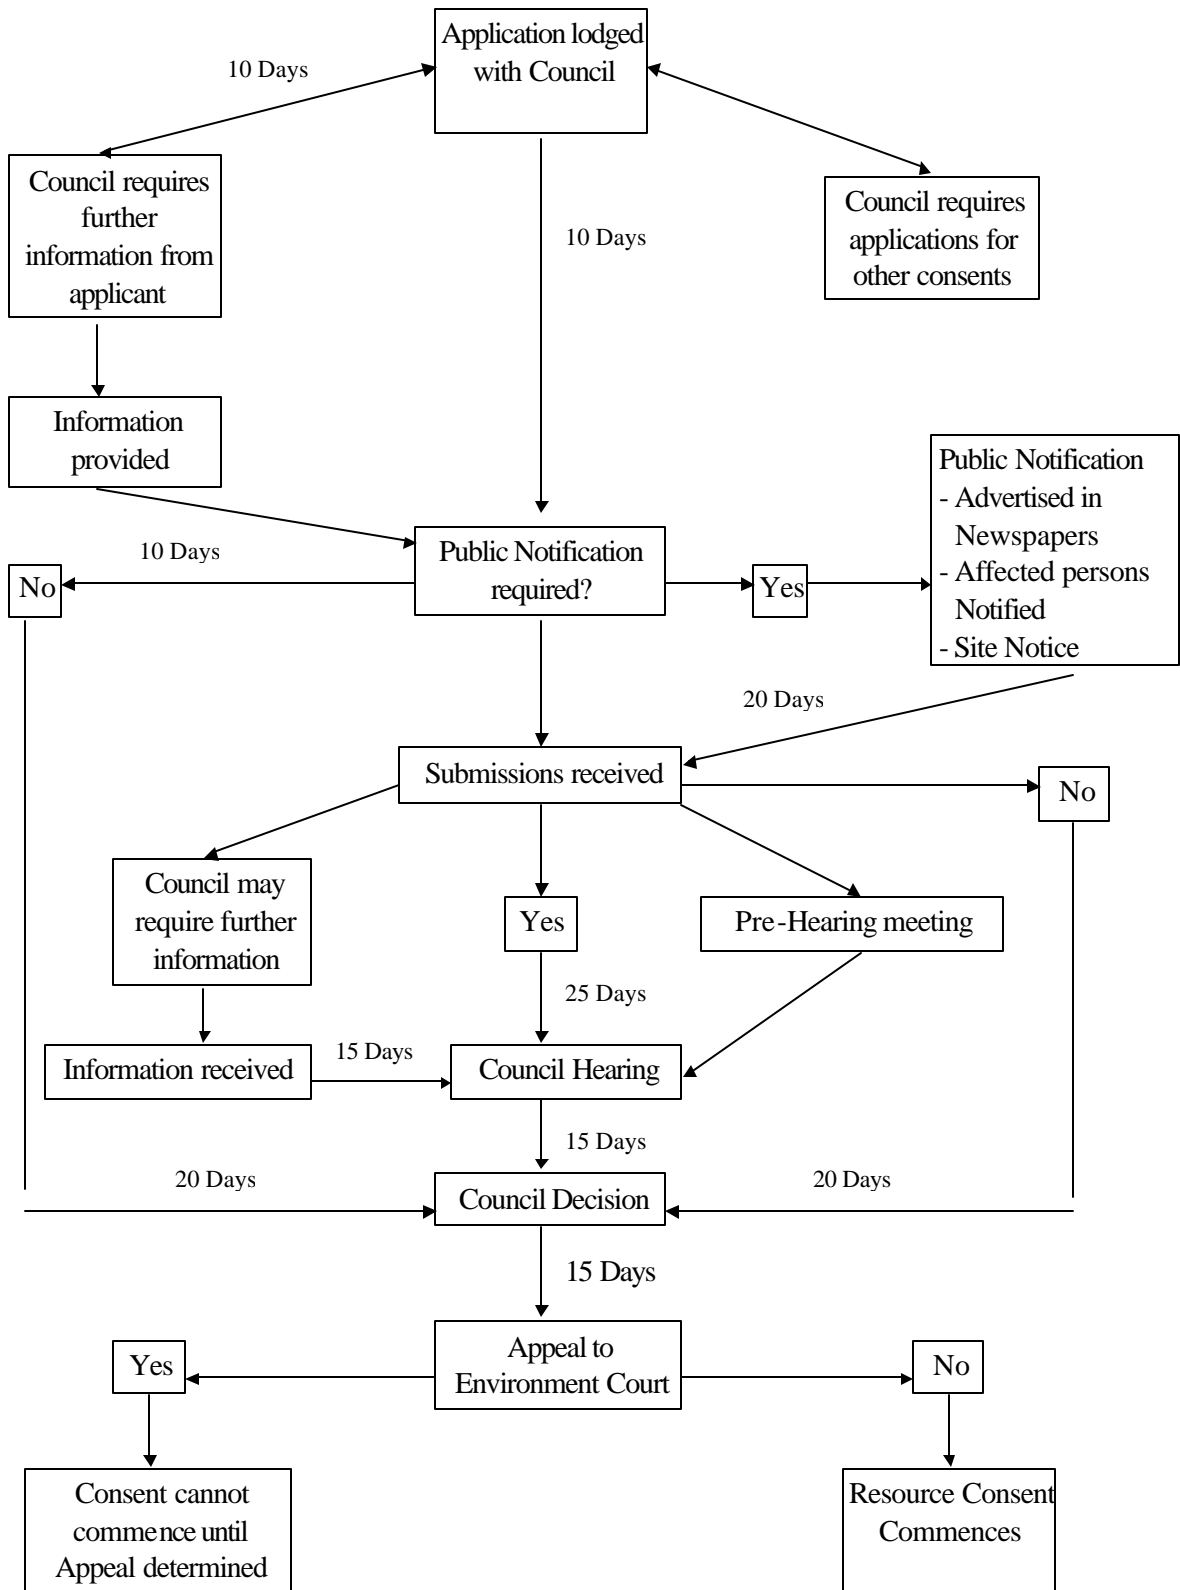 Application lodged
with Council
10 Days
Council requires
further
information from
applicant
10 Days
Council requires
applications for
other consents
Information
provided
Public Notification
- Advertised in
Newspapers
- Affected persons
Notified
- Site Notice
10 Days
Public Notification
required?
No
Yes
20 Days
Submissions received
No
Council may
require further
information
Yes
Pre-Hearing meeting
25 Days
Information received
15 Days
Council Hearing
15 Days
20 Days
Council Decision
20 Days
15 Days
Appeal to
Environment Court
Yes
No
Consent cannot
commence until
Appeal determined
Resource Consent
Commences